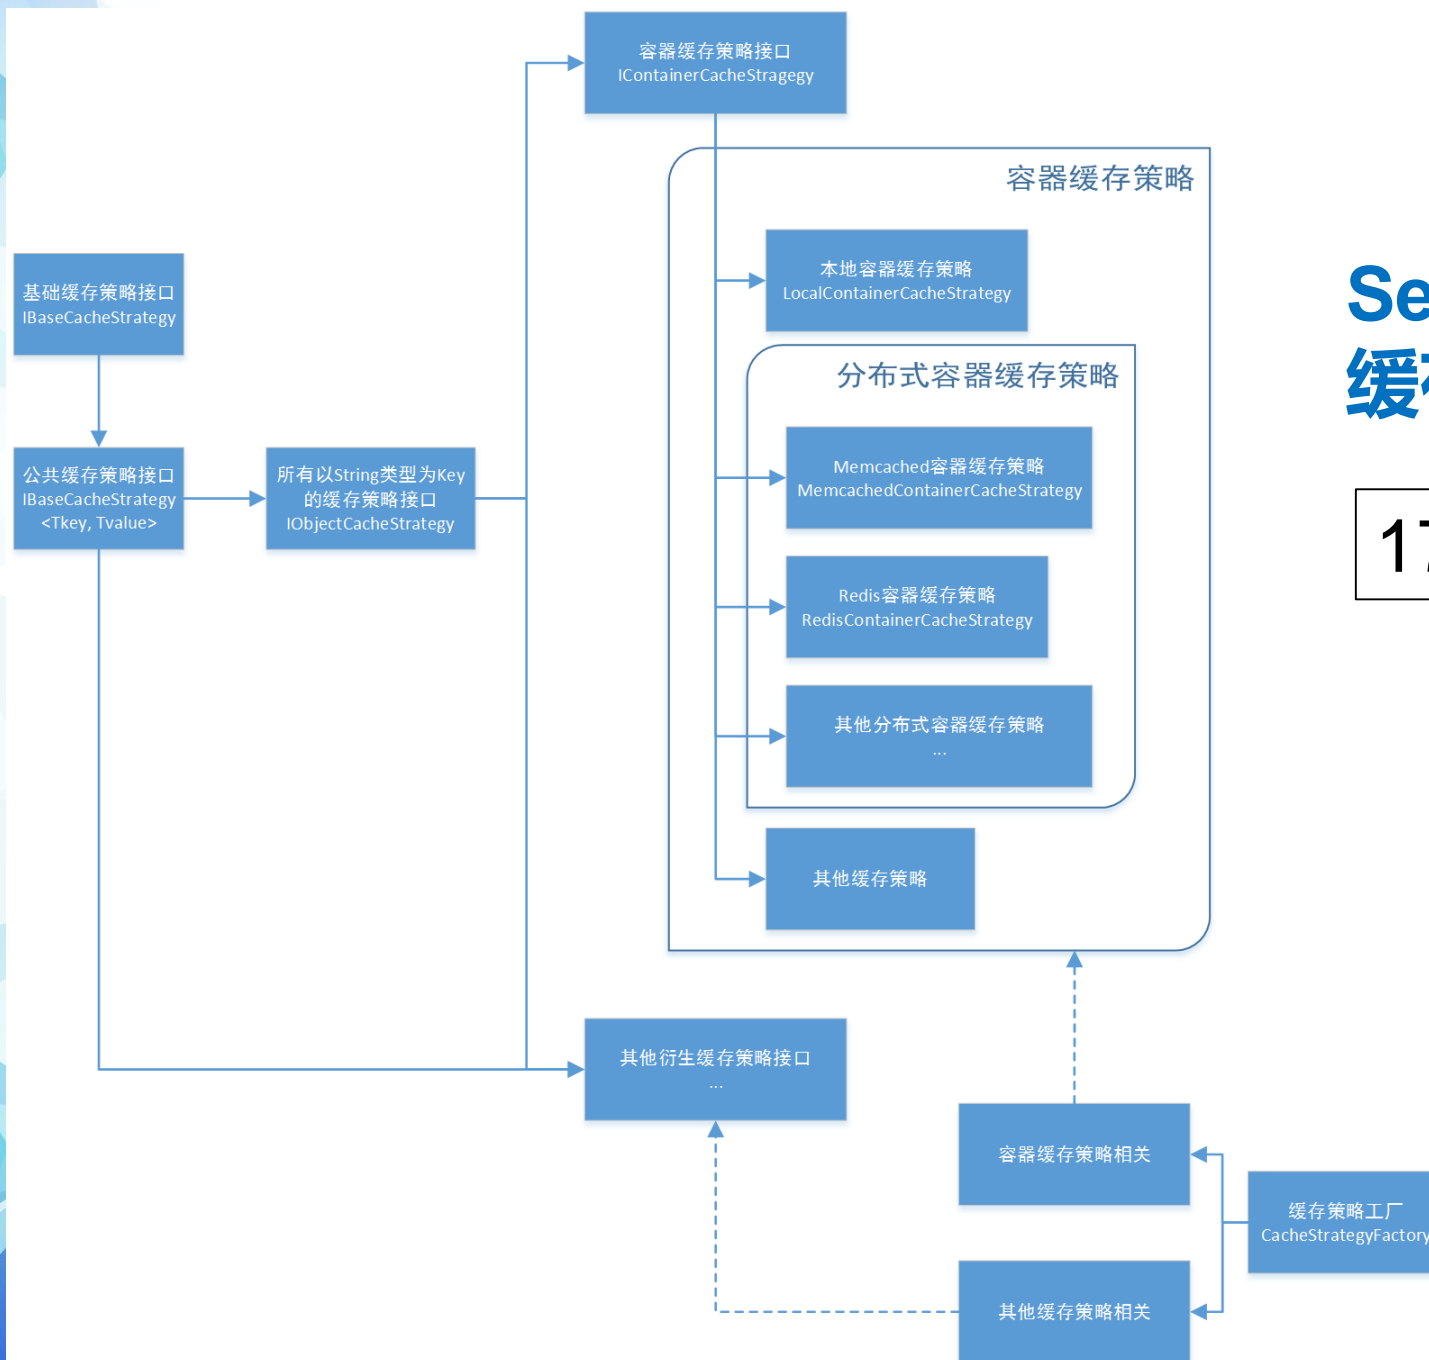 容器缓存策略接口
IContainerCacheStragegy
容器缓存策略
本地容器缓存策略
LocalContainerCacheStrategy
基础缓存策略接口
IBaseCacheStrategy
分布式容器缓存策略
公共缓存策略接口
IBaseCacheStrategy
<Tkey, Tvalue>
所有以String类型为Key
的缓存策略接口
IObjectCacheStrategy
Memcached容器缓存策略
MemcachedContainerCacheStrategy
Redis容器缓存策略
RedisContainerCacheStrategy
其他分布式容器缓存策略
...
其他缓存策略
其他衍生缓存策略接口
...
容器缓存策略相关
缓存策略工厂
CacheStrategyFactory
其他缓存策略相关
Se
缓存
17